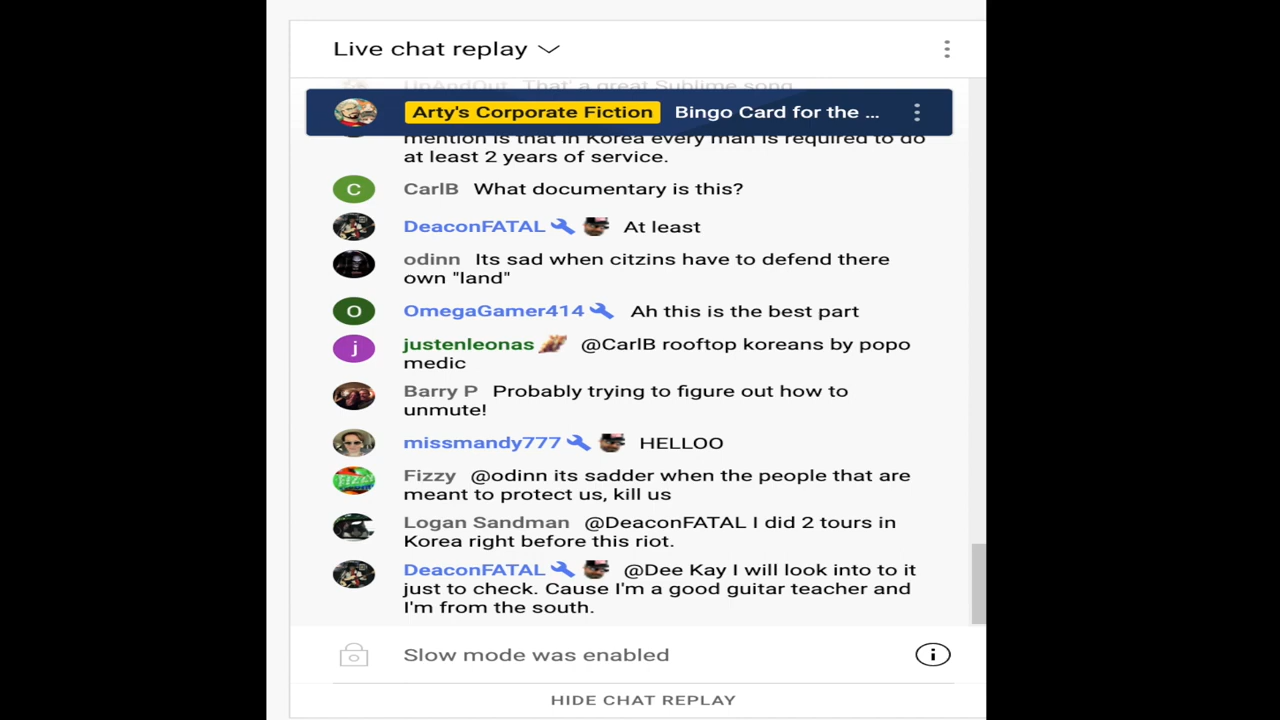 Live chat replay
UpAndOut That' a great Sublime song
Arty's Corporate Fiction Bingo Card for the ...
mention is that in Korea every man is required to do
at least 2 years of service.
CarlB What documentary is this?
DeaconFATAL At least
odinn Its sad when citzins have to defend there
own "land"
OmegaGamer414 Ah this is the best part
justenleonas @CarlB rooftop koreans by popo
medic
Barry P Probably trying to figure out how to
unmute!
missmandy777 HELLOO
Fizzy @odinn its sadder when the people that are
meant to protect us, kill us
Logan Sandman @DeaconFATAL I did 2 tours in
Korea right before this riot.
DeaconFATAL @Dee Kay I will look into to it
just to check. Cause I'm a good guitar teacher and
I'm from the south.
Slow mode was enabled
HIDE CHAT REPLAY